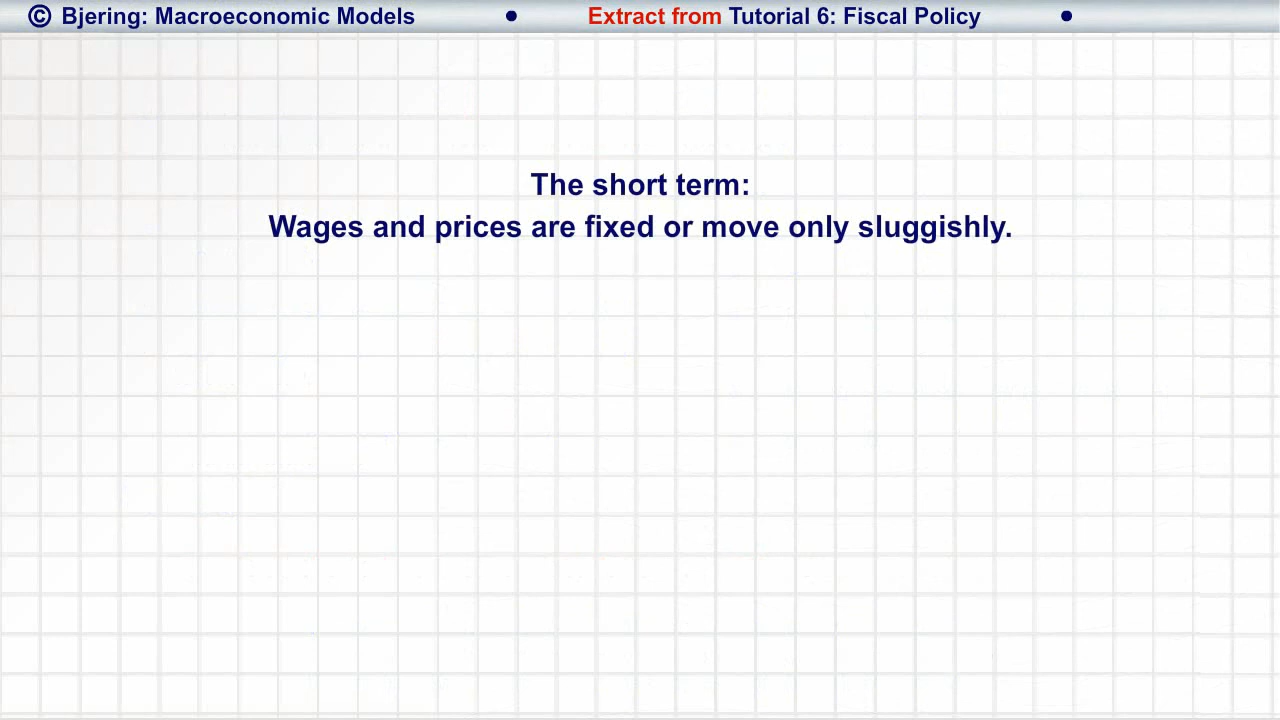 © Bjering: Macroeconomic Models • Extract from Tutorial 6: Fiscal Policy •
The short term:
Wages and prices are fixed or move only sluggishly.